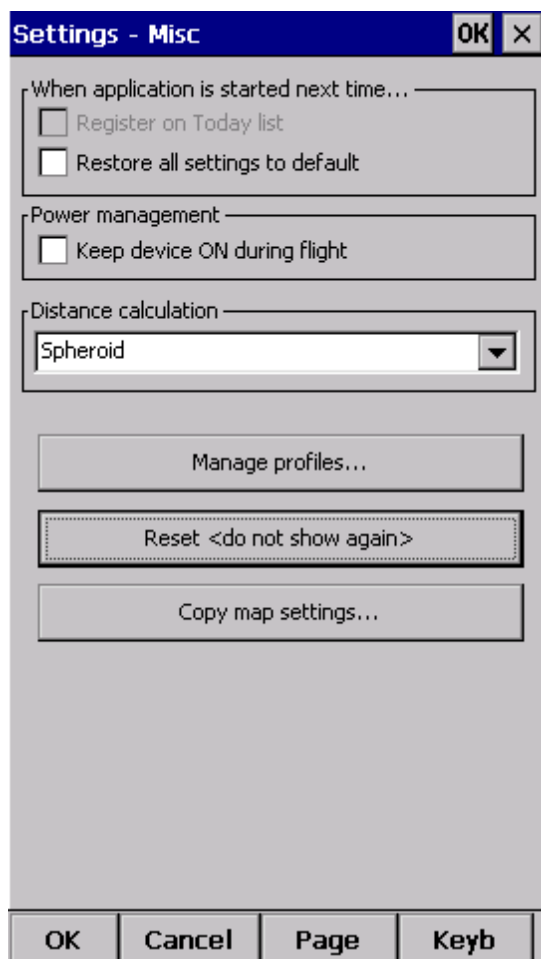 Settings - Misc OK
When application is started next time...
Register on Today list
Restore all settings to default
Power management
Keep device ON during flight
Distance calculation
Spheroid
Manage profiles...
Reset <do not show again>
Copy map settings...
OK Cancel Page Keyb